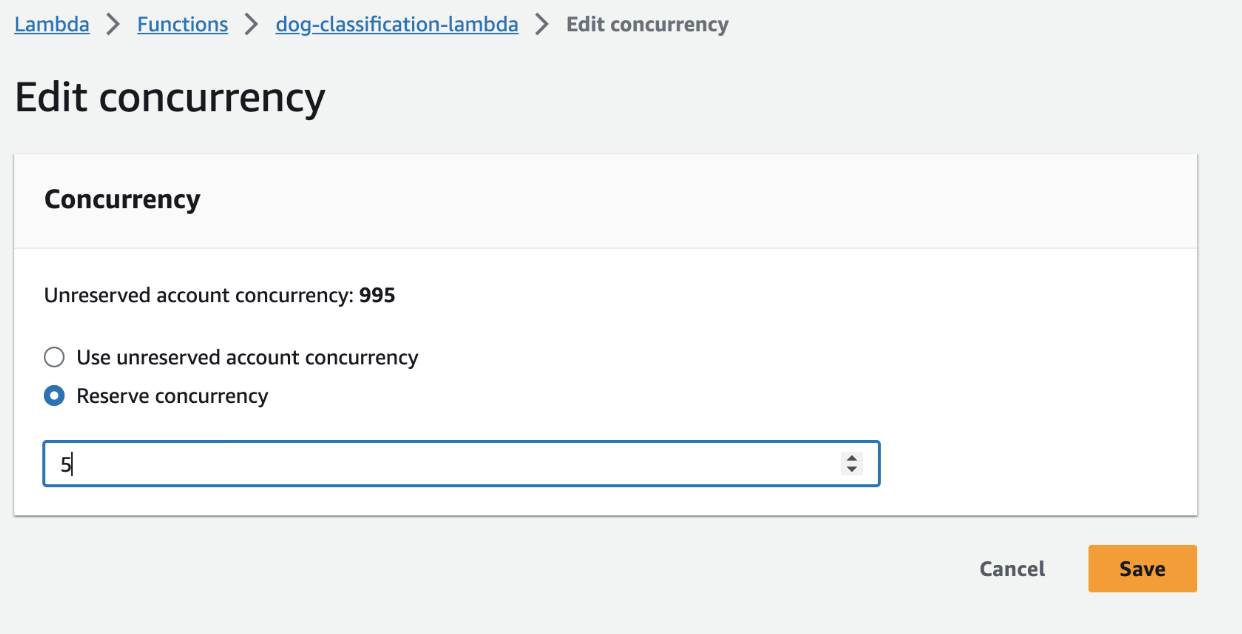 Lambda > Functions > dog-classification-lambda > Edit concurrency
Edit concurrency
Concurrency
Unreserved account concurrency: 995
Use unreserved account concurrency
Reserve concurrency
5
Cancel Save